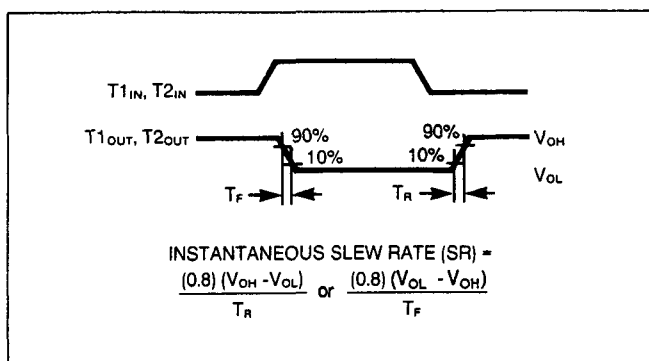 T1IN, T2IN
T1OUT, T2OUT
90%
10%
90%
10%
VOH
VOL
TF
TR
INSTANTANEOUS SLEW RATE (SR) =
(0.8) (VOH - VOL)
TR
or
(0.8) (VOL - VOH)
TF